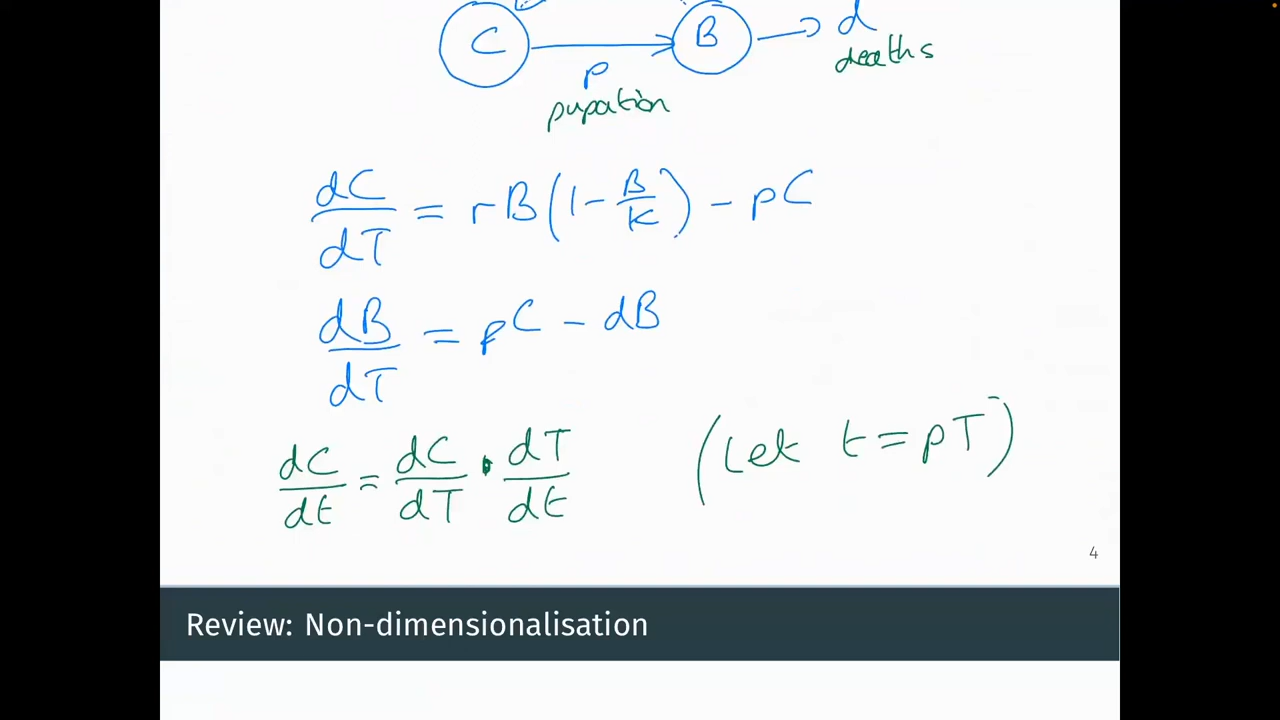 C B d
p deaths
pupation
dC/dT = rB(1 - B/K) - pC
dB/dT = pC - dB
dC/dt = dC/dT · dT/dt (Let t = pT)
4
Review: Non-dimensionalisation